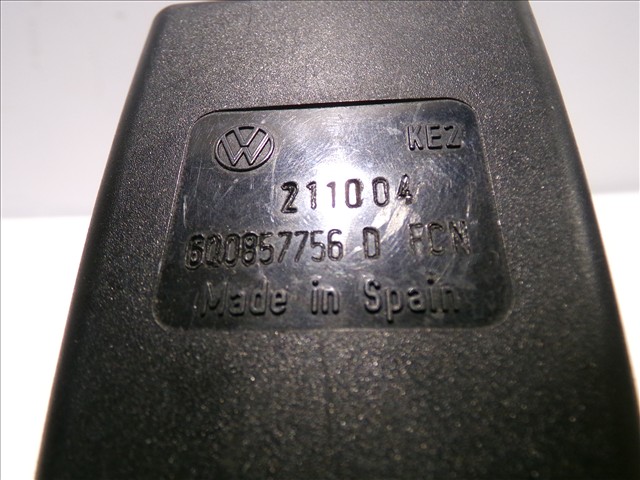 KEZ
211004
6Q0857756 D FCN
Made in Spain